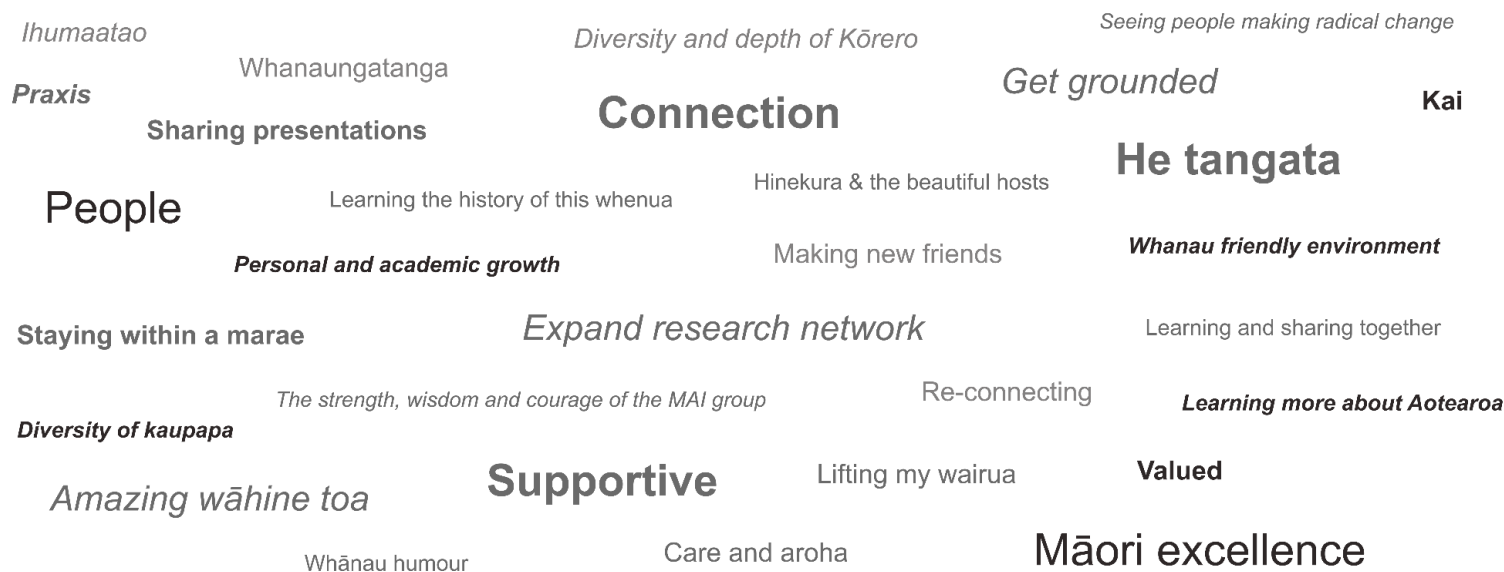 Ihumaatao
Diversity and depth of Kōrero
Seeing people making radical change
Whanaungatanga
Get grounded
Praxis
Connection
Kai
Sharing presentations
He tangata
People
Learning the history of this whenua
Hinekura & the beautiful hosts
Personal and academic growth
Making new friends
Whanau friendly environment
Staying within a marae
Expand research network
Learning and sharing together
The strength, wisdom and courage of the MAI group
Re-connecting
Learning more about Aotearoa
Diversity of kaupapa
Supportive
Lifting my wairua
Valued
Amazing wāhine toa
Whānau humour
Care and aroha
Māori excellence